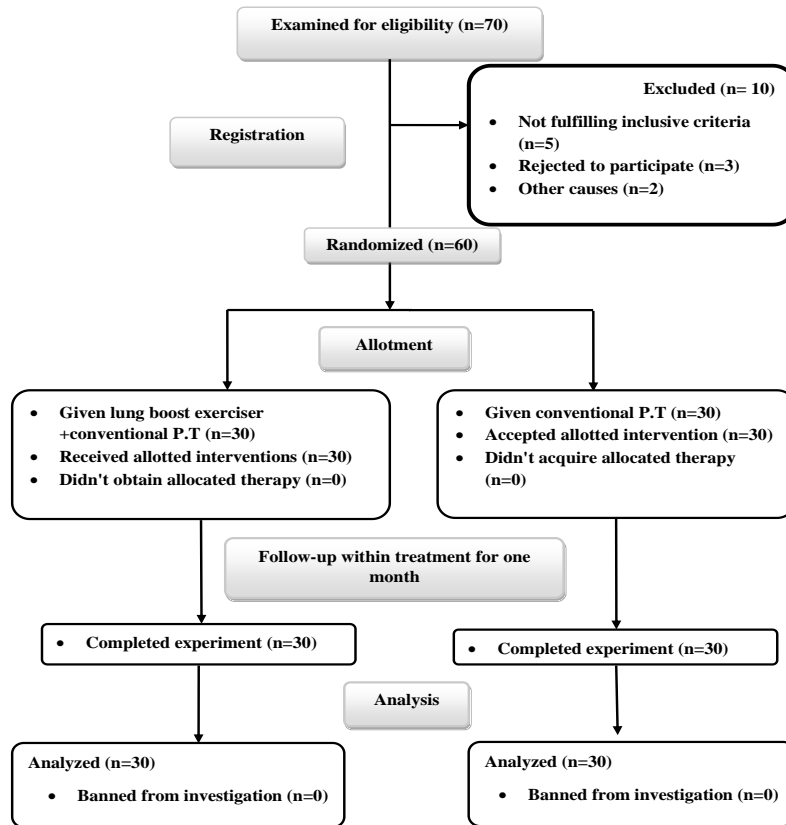 Examined for eligibility (n=70)
Excluded (n= 10)
• Not fulfilling inclusive criteria
(n=5)
• Rejected to participate (n=3)
• Other causes (n=2)
Registration
Randomized (n=60)
Allotment
• Given lung boost exerciser
+conventional P.T (n=30)
• Received allotted interventions (n=30)
• Didn't obtain allocated therapy (n=0)
• Given conventional P.T (n=30)
• Accepted allotted intervention (n=30)
• Didn't acquire allocated therapy
(n=0)
Follow-up within treatment for one
month
• Completed experiment (n=30)
• Completed experiment (n=30)
Analysis
Analyzed (n=30)
• Banned from investigation (n=0)
Analyzed (n=30)
• Banned from investigation (n=0)